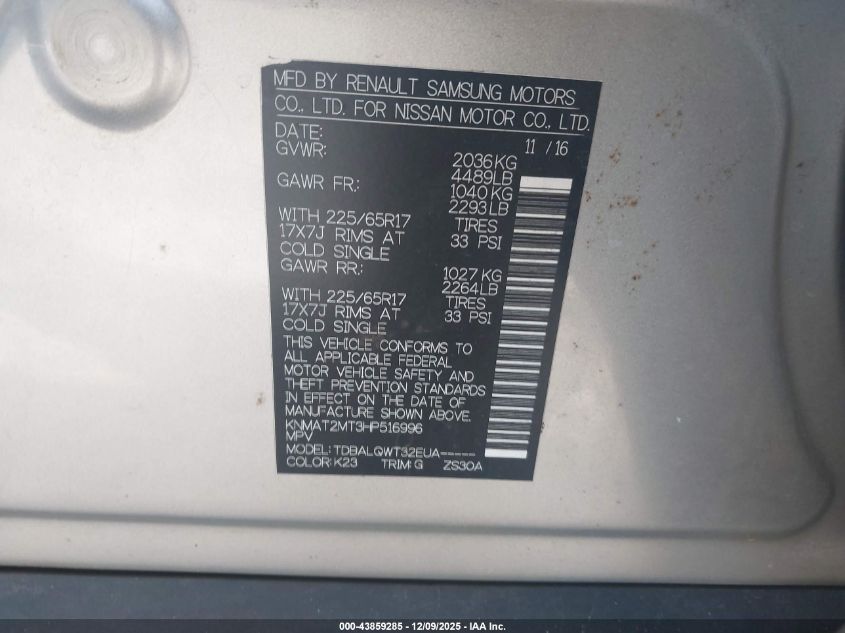 MFD BY RENAULT SAMSUNG MOTORS
CO., LTD. FOR NISSAN MOTOR CO., LTD.
DATE: 11 / 16
GVWR: 2036KG
4489LB
GAWR FR.: 1040KG
2293LB
WITH 225/65R17 TIRES
17X7J RIMS AT 33 PSI
COLD SINGLE
GAWR RR.: 1027KG
2264LB
WITH 225/65R17 TIRES
17X7J RIMS AT 33 PSI
COLD SINGLE
THIS VEHICLE CONFORMS TO
ALL APPLICABLE FEDERAL
MOTOR VEHICLE SAFETY AND
THEFT PREVENTION STANDARDS
IN EFFECT ON THE DATE OF
MANUFACTURE SHOWN ABOVE.
KNMAT2MT3HP516996
MPV
MODEL: TDBALQWT32EUA-----
COLOR: K23 TRIM: G ZS30A
000-43859285 - 12/09/2025 - IAA Inc.